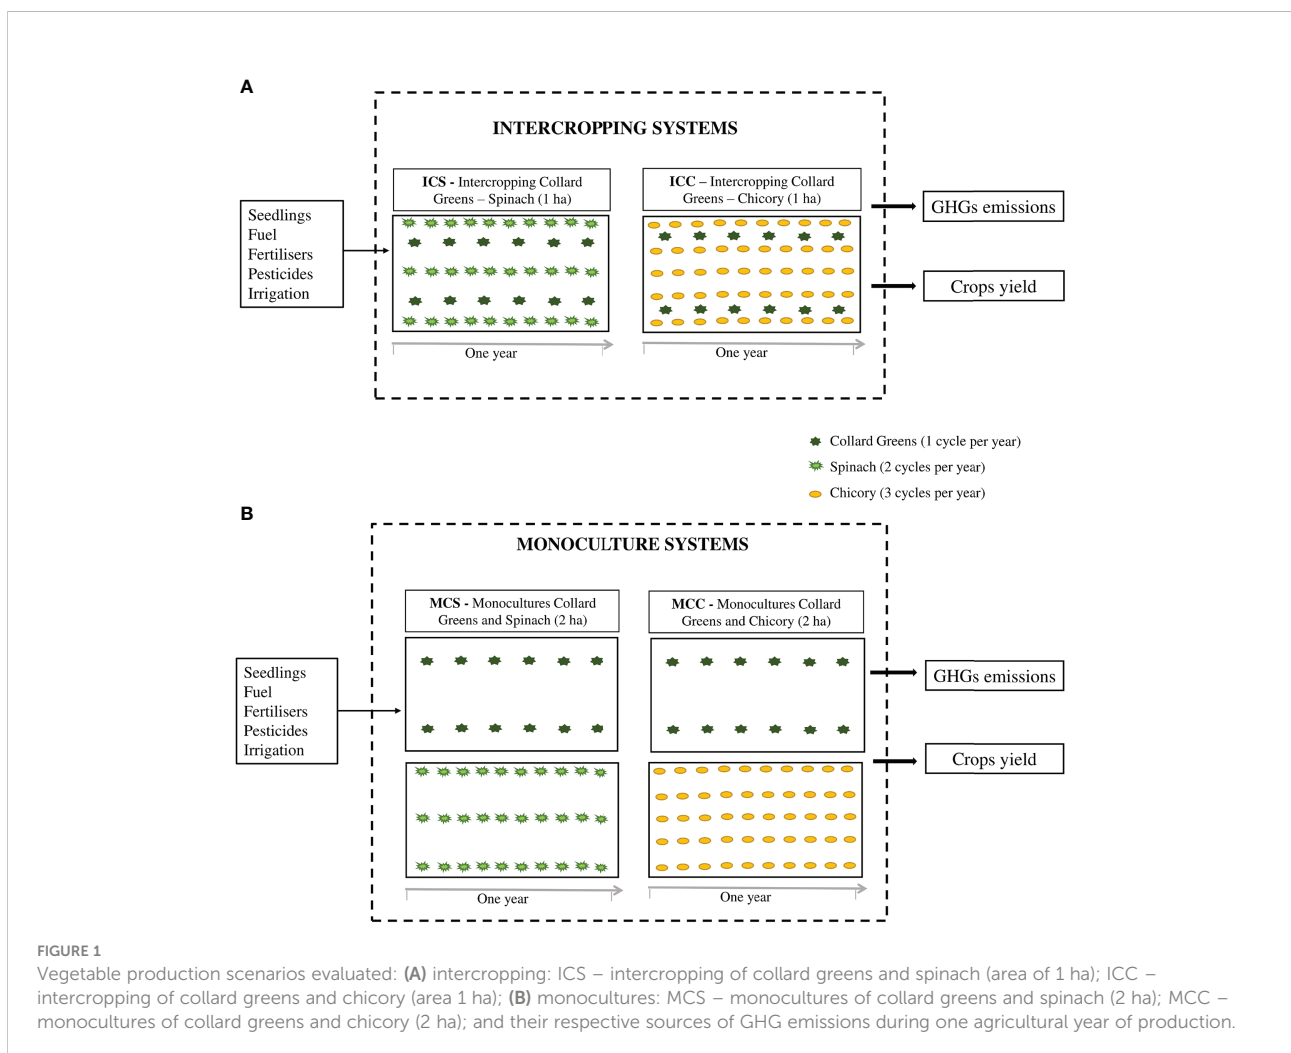 A
INTERCROPPING SYSTEMS
ICS - Intercropping Collard
Greens – Spinach (1 ha)
ICC – Intercropping Collard
Greens – Chicory (1 ha)
Seedlings
Fuel
Fertilisers
Pesticides
Irrigation
GHGs emissions
Crops yield
One year
One year
Collard Greens (1 cycle per year)
Spinach (2 cycles per year)
Chicory (3 cycles per year)
B
MONOCULTURE SYSTEMS
MCS - Monocultures Collard
Greens and Spinach (2 ha)
MCC - Monocultures Collard
Greens and Chicory (2 ha)
Seedlings
Fuel
Fertilisers
Pesticides
Irrigation
GHGs emissions
Crops yield
One year
One year
FIGURE 1
Vegetable production scenarios evaluated: (A) intercropping: ICS – intercropping of collard greens and spinach (area of 1 ha); ICC –
intercropping of collard greens and chicory (area 1 ha); (B) monocultures: MCS – monocultures of collard greens and spinach (2 ha); MCC –
monocultures of collard greens and chicory (2 ha); and their respective sources of GHG emissions during one agricultural year of production.